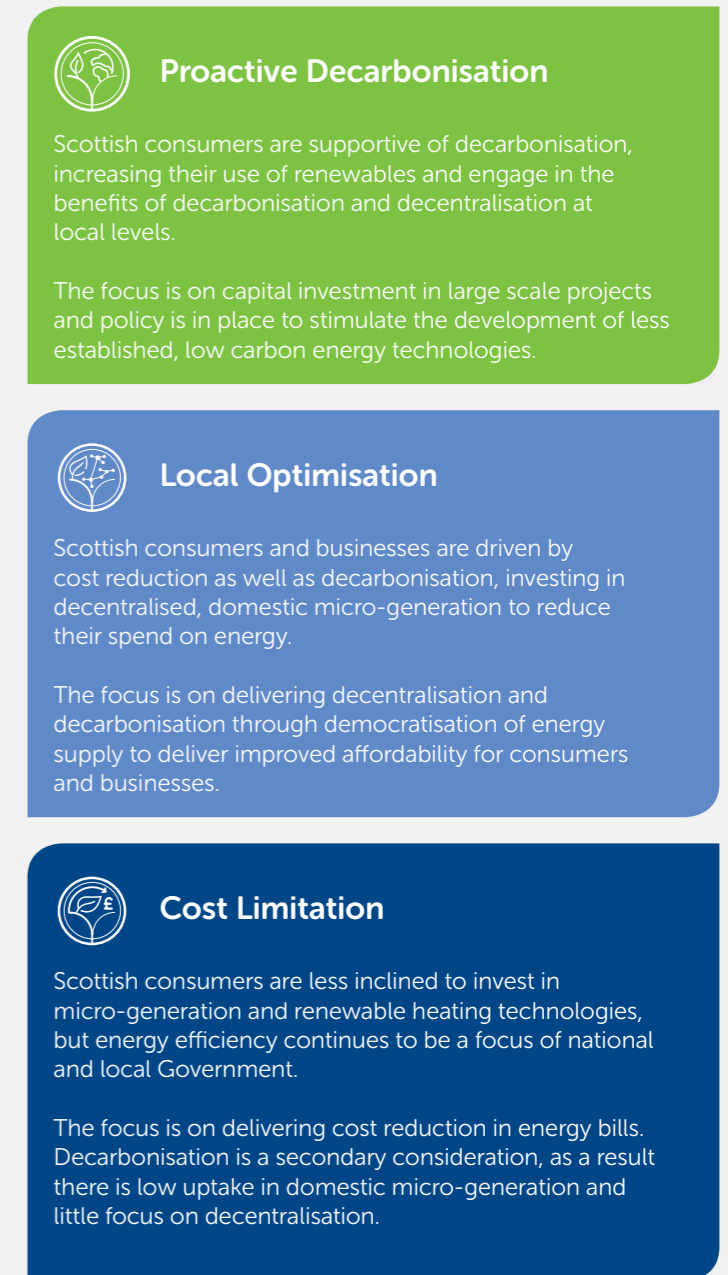 Proactive Decarbonisation
Scottish consumers are supportive of decarbonisation,
increasing their use of renewables and engage in the
benefits of decarbonisation and decentralisation at
local levels.
The focus is on capital investment in large scale projects
and policy is in place to stimulate the development of less
established, low carbon energy technologies.
Local Optimisation
Scottish consumers and businesses are driven by
cost reduction as well as decarbonisation, investing in
decentralised, domestic micro-generation to reduce
their spend on energy.
The focus is on delivering decentralisation and
decarbonisation through democratisation of energy
supply to deliver improved affordability for consumers
and businesses.
£
Cost Limitation
Scottish consumers are less inclined to invest in
micro-generation and renewable heating technologies,
but energy efficiency continues to be a focus of national
and local Government.
The focus is on delivering cost reduction in energy bills.
Decarbonisation is a secondary consideration, as a result
there is low uptake in domestic micro-generation and
little focus on decentralisation.